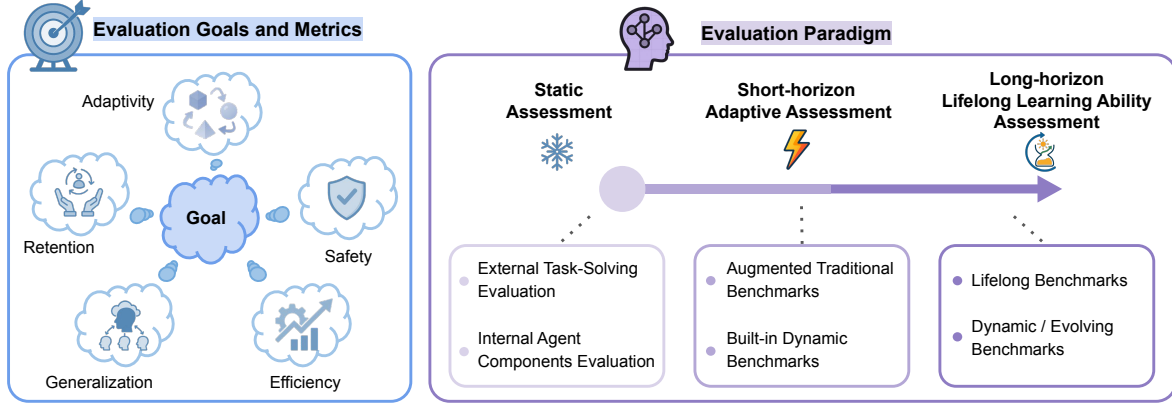 Evaluation Goals and Metrics
Adaptivity
Retention
Goal
Safety
Generalization
Efficiency
Evaluation Paradigm
Static
Assessment
Short-horizon
Adaptive Assessment
Long-horizon
Lifelong Learning Ability
Assessment
External Task-Solving
Evaluation
Internal Agent
Components Evaluation
Augmented Traditional
Benchmarks
Built-in Dynamic
Benchmarks
Lifelong Benchmarks
Dynamic / Evolving
Benchmarks